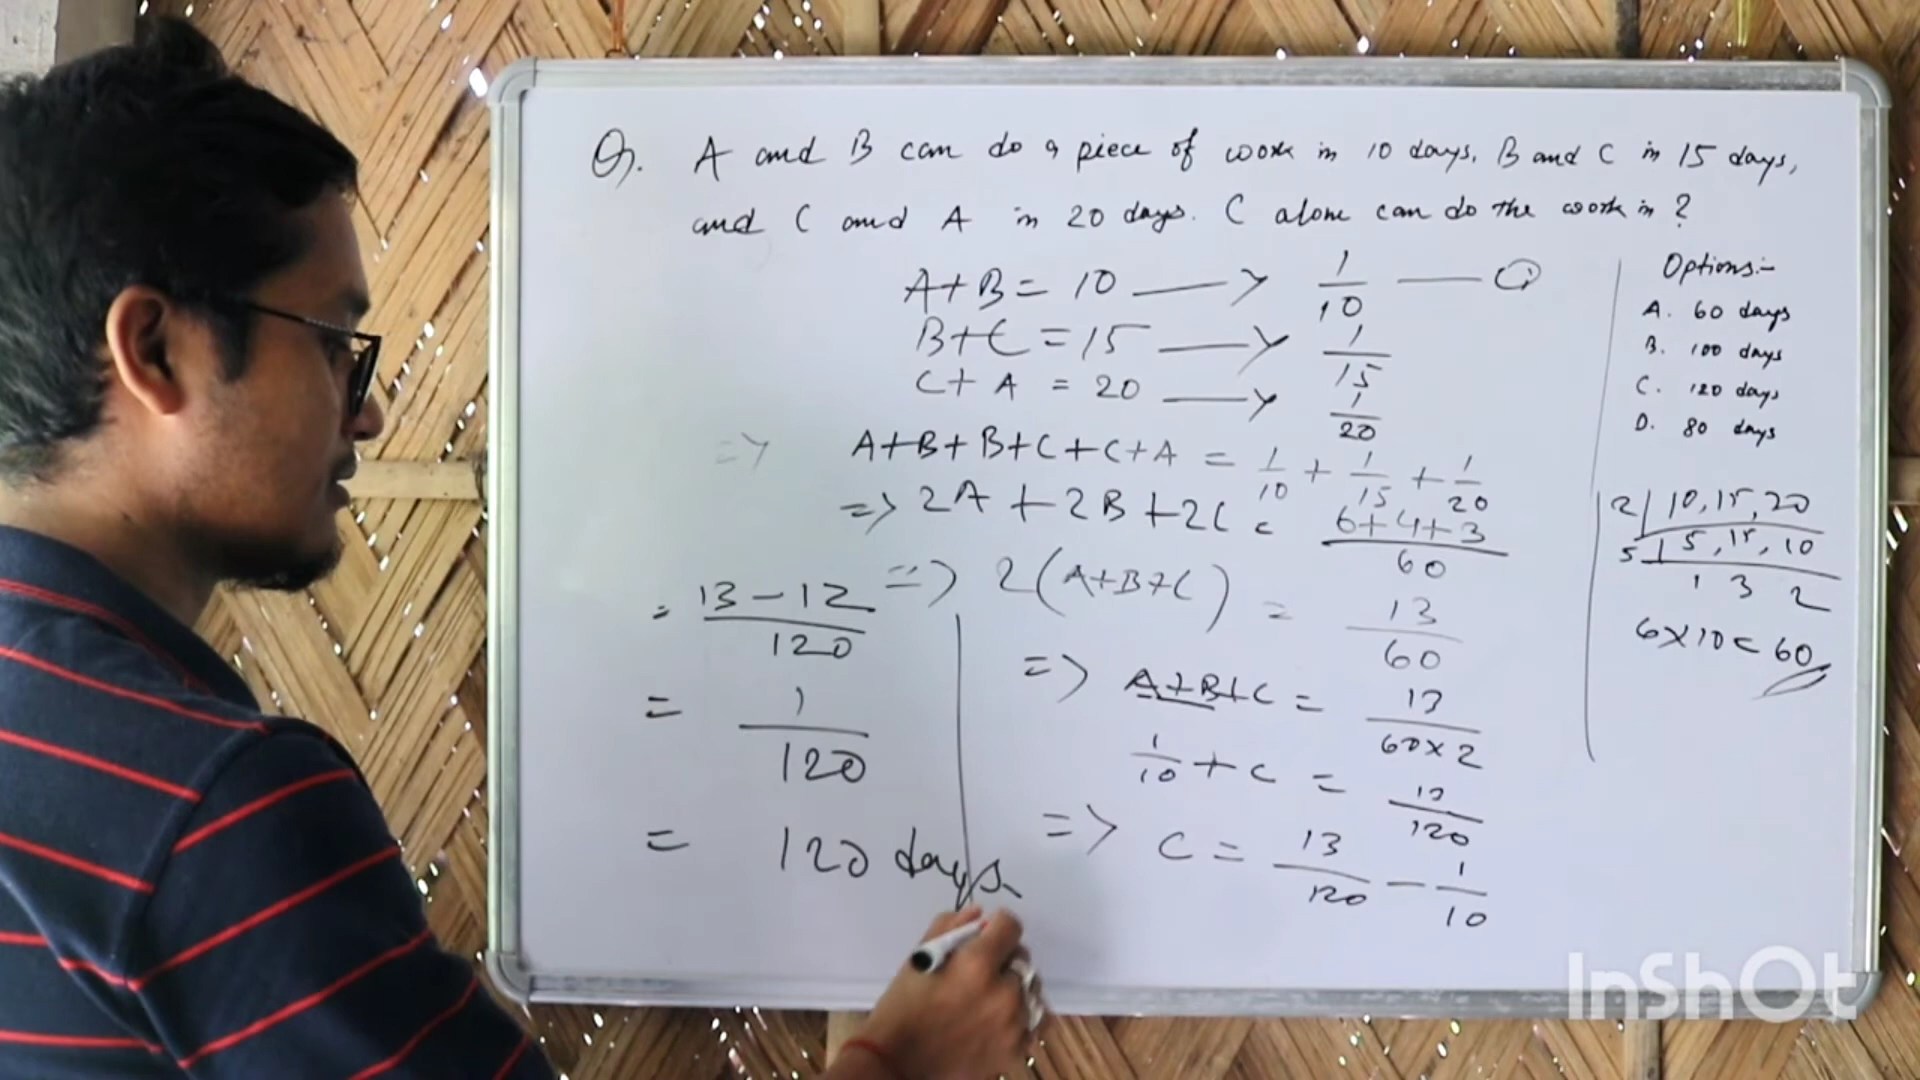 Q. A and B can do a piece of work in 10 days, B and C in 15 days,
and C and A in 20 days. C alone can do the work in ?
A+B = 10 → 1/10 — ①
B+C = 15 → 1/15
C+A = 20 → 1/20
=> A+B+B+C+C+A = 1/10 + 1/15 + 1/20
=> 2A + 2B + 2C = 6+4+3/60
=> 2(A+B+C) = 13/60
=> A+B+C = 13/60×2
1/10 + C = 13/120
=> C = 13/120 - 1/10
= 13-12/120
= 1/120
= 120 days
Options:-
A. 60 days
B. 100 days
C. 120 days
D. 80 days
2 | 10, 15, 20
5 | 5, 15, 10
1 3 2
6×10 = 60
InShOt